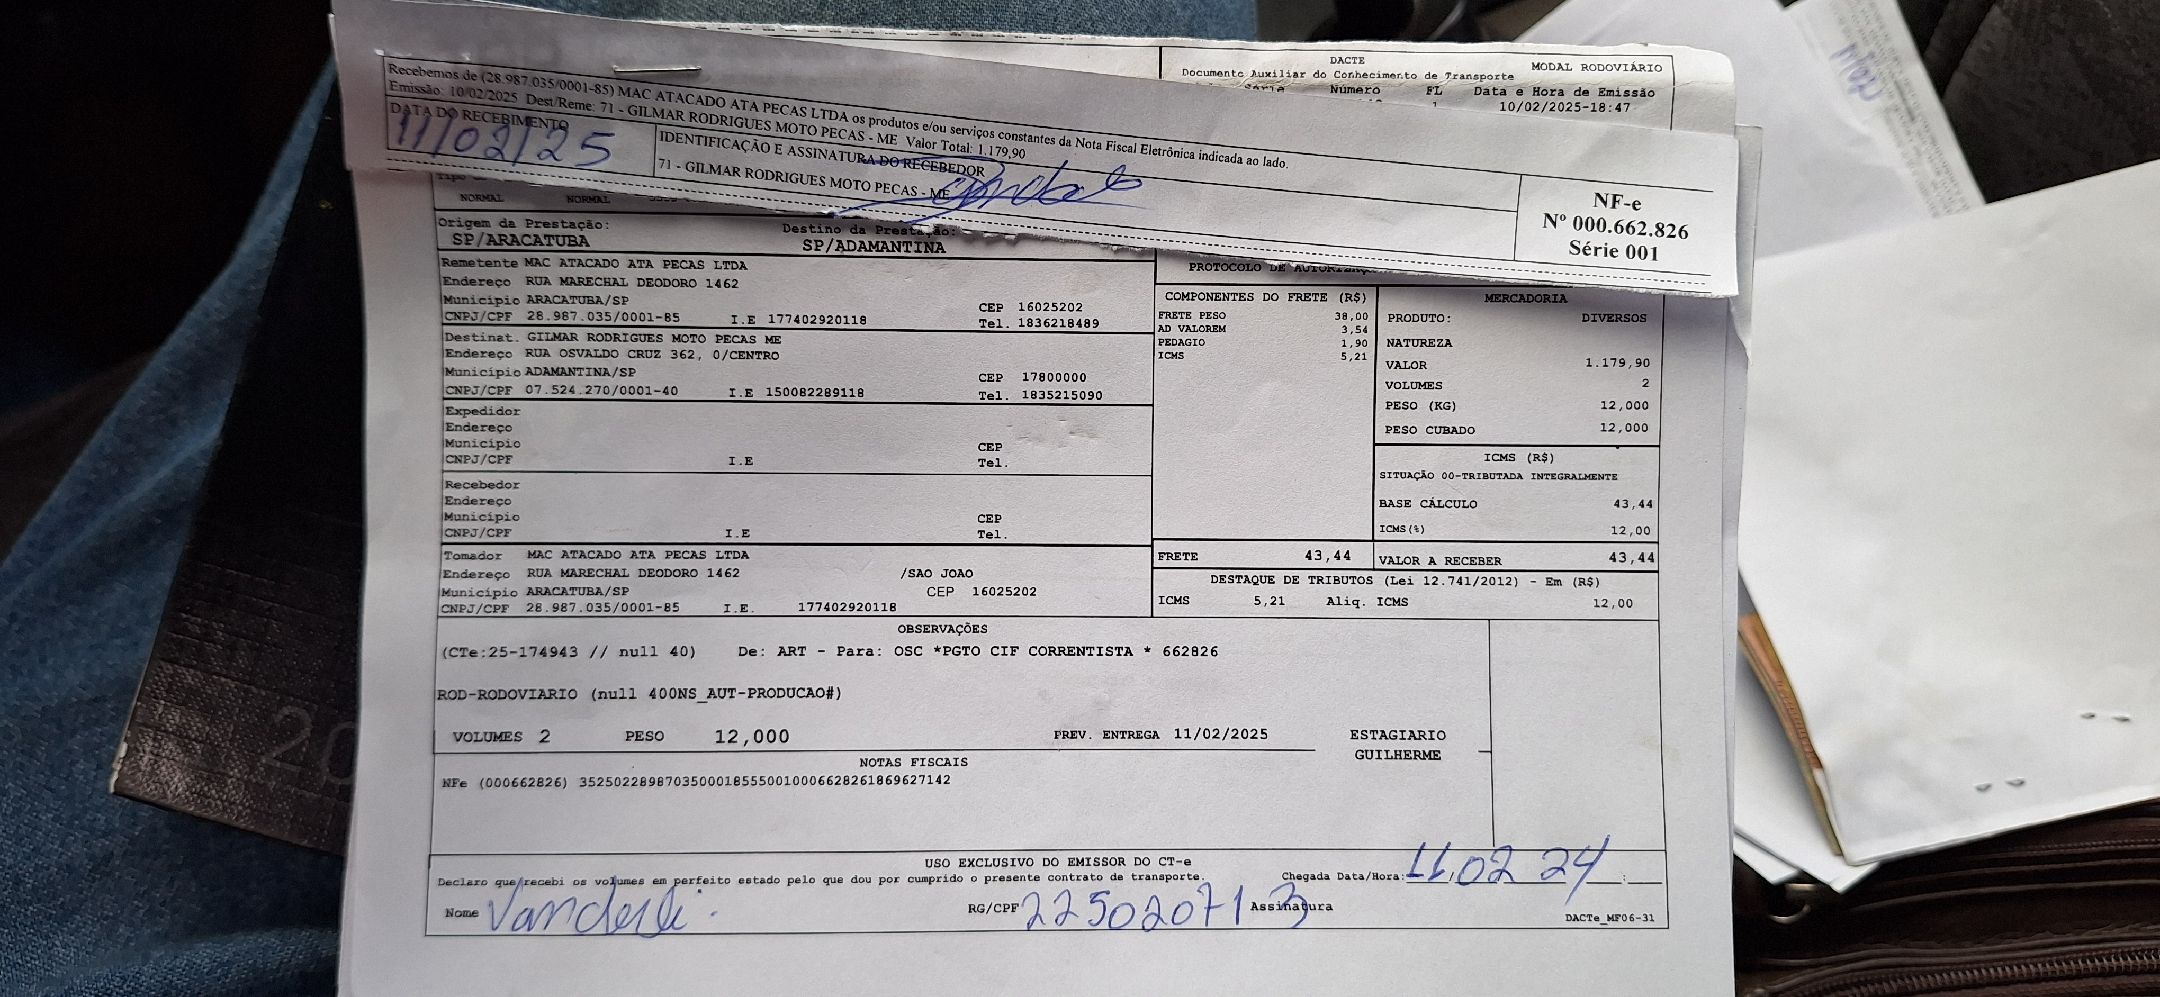 DACTE
MODAL RODOVIÁRIO
Documento Auxiliar do Conhecimento de Transporte
Série Número FL Data e Hora de Emissão
1 10/02/2025-18:47
Recebemos de (28.987.035/0001-85) MAC ATACADO ATA PECAS LTDA os produtos e/ou serviços constantes da Nota Fiscal Eletrônica indicada ao lado.
Emissão: 10/02/2025 Dest/Reme: 71 - GILMAR RODRIGUES MOTO PECAS - ME Valor Total: 1.179,90
DATA DO RECEBIMENTO
11/02/25
IDENTIFICAÇÃO E ASSINATURA DO RECEBEDOR
71 - GILMAR RODRIGUES MOTO PECAS - ME
NF-e
Nº 000.662.826
Série 001
NORMAL NORMAL
Origem da Prestação:
SP/ARACATUBA
Destino da Prestação:
SP/ADAMANTINA
Remetente MAC ATACADO ATA PECAS LTDA
Endereço RUA MARECHAL DEODORO 1462
Município ARACATUBA/SP CEP 16025202
CNPJ/CPF 28.987.035/0001-85 I.E 177402920118 Tel. 1836218489
Destinat. GILMAR RODRIGUES MOTO PECAS ME
Endereço RUA OSVALDO CRUZ 362, 0/CENTRO
Município ADAMANTINA/SP CEP 17800000
CNPJ/CPF 07.524.270/0001-40 I.E 150082289118 Tel. 1835215090
Expedidor
Endereço
Município CEP
CNPJ/CPF I.E Tel.
Recebedor
Endereço
Município CEP
CNPJ/CPF I.E Tel.
Tomador MAC ATACADO ATA PECAS LTDA
Endereço RUA MARECHAL DEODORO 1462 /SAO JOAO
Município ARACATUBA/SP CEP 16025202
CNPJ/CPF 28.987.035/0001-85 I.E. 177402920118
PROTOCOLO DE
COMPONENTES DO FRETE (R$)
FRETE PESO 38,00
AD VALOREM 3,54
PEDAGIO 1,90
ICMS 5,21
MERCADORIA
PRODUTO: DIVERSOS
NATUREZA
VALOR 1.179,90
VOLUMES 2
PESO (KG) 12,000
PESO CUBADO 12,000
ICMS (R$)
SITUAÇÃO 00-TRIBUTADA INTEGRALMENTE
BASE CÁLCULO 43,44
ICMS(%) 12,00
FRETE 43,44 VALOR A RECEBER 43,44
DESTAQUE DE TRIBUTOS (Lei 12.741/2012) - Em (R$)
ICMS 5,21 Aliq. ICMS 12,00
OBSERVAÇÕES
(CTe:25-174943 // null 40) De: ART - Para: OSC *PGTO CIF CORRENTISTA * 662826
ROD-RODOVIARIO (null 400NS_AUT-PRODUCAO#)
VOLUMES 2 PESO 12,000 PREV. ENTREGA 11/02/2025 ESTAGIARIO
GUILHERME
NOTAS FISCAIS
NFe (000662826) 35250228987035000185550010006628261869627142
USO EXCLUSIVO DO EMISSOR DO CT-e
Declaro que recebi os volumes em perfeito estado pelo que dou por cumprido o presente contrato de transporte. Chegada Data/Hora: 11/02 24 :
Nome Vanderli. RG/CPF 22502071 3 Assinatura
DACTe_MF06-31